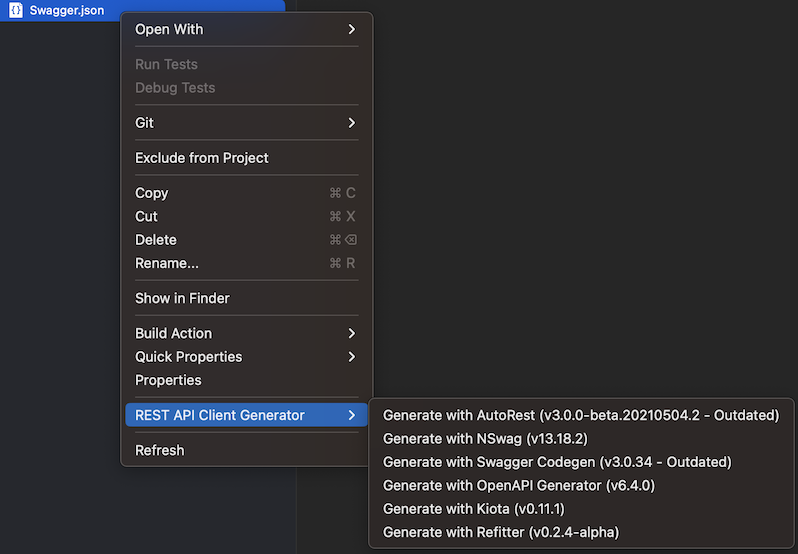 {} Swagger.json
Open With
Run Tests
Debug Tests
Git
Exclude from Project
Copy ⌘ C
Cut ⌘ X
Delete ⌘ ⌫
Rename... ⌘ R
Show in Finder
Build Action
Quick Properties
Properties
REST API Client Generator
Generate with AutoRest (v3.0.0-beta.20210504.2 - Outdated)
Generate with NSwag (v13.18.2)
Generate with Swagger Codegen (v3.0.34 - Outdated)
Generate with OpenAPI Generator (v6.4.0)
Generate with Kiota (v0.11.1)
Generate with Refitter (v0.2.4-alpha)
Refresh